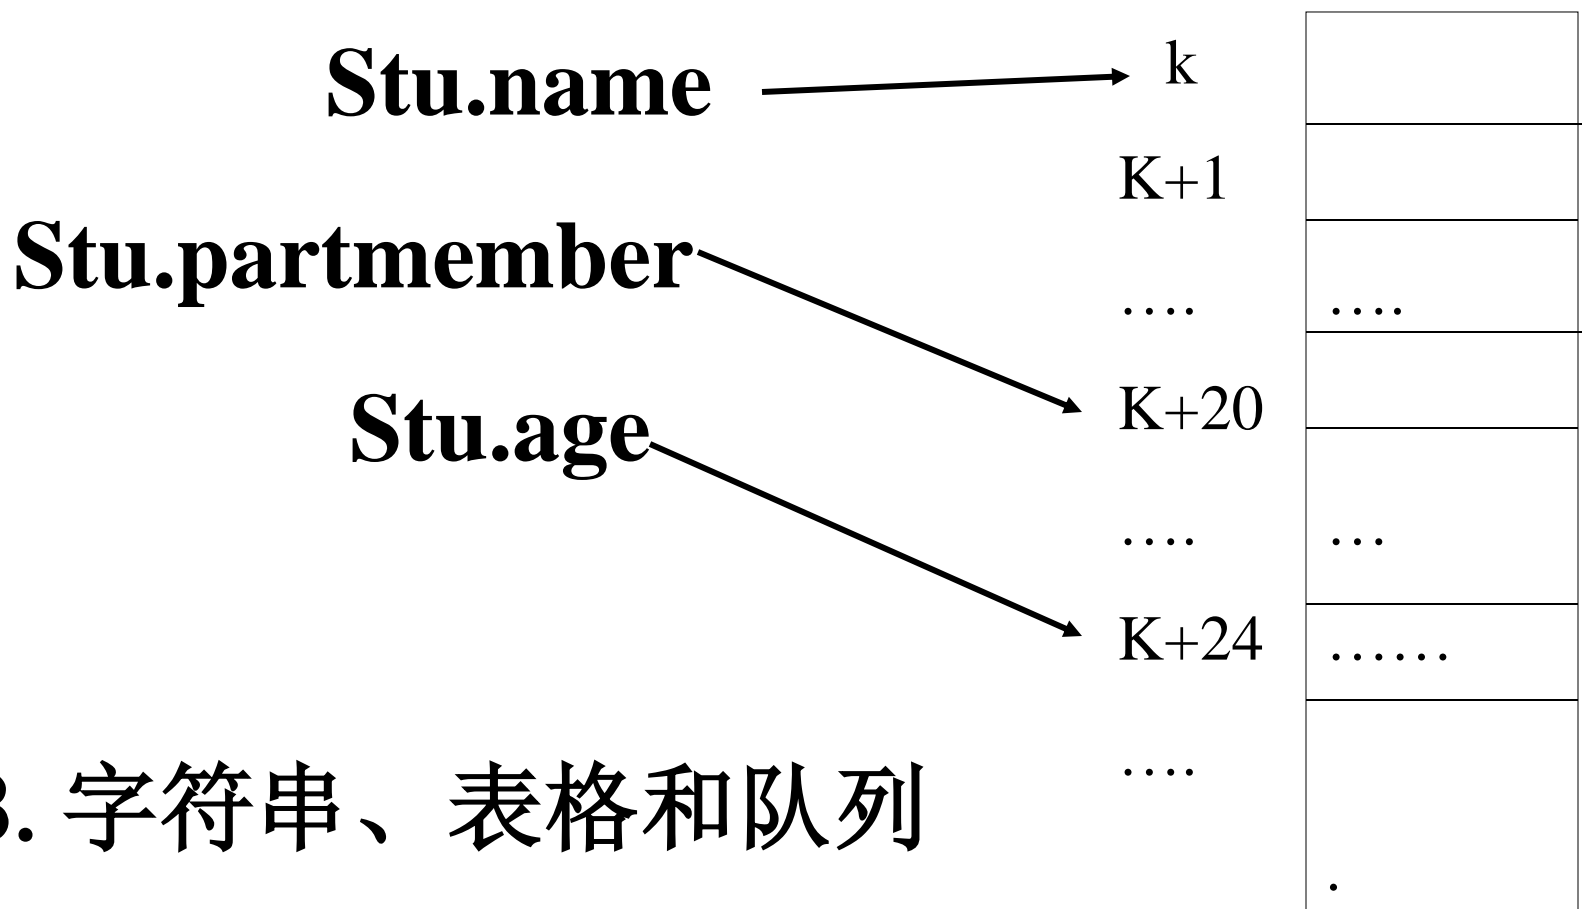 Stu.name k
K+1
Stu.partmember
…. ….
Stu.age K+20
…. …
K+24 ……
….
3. 字符串、表格和队列
.